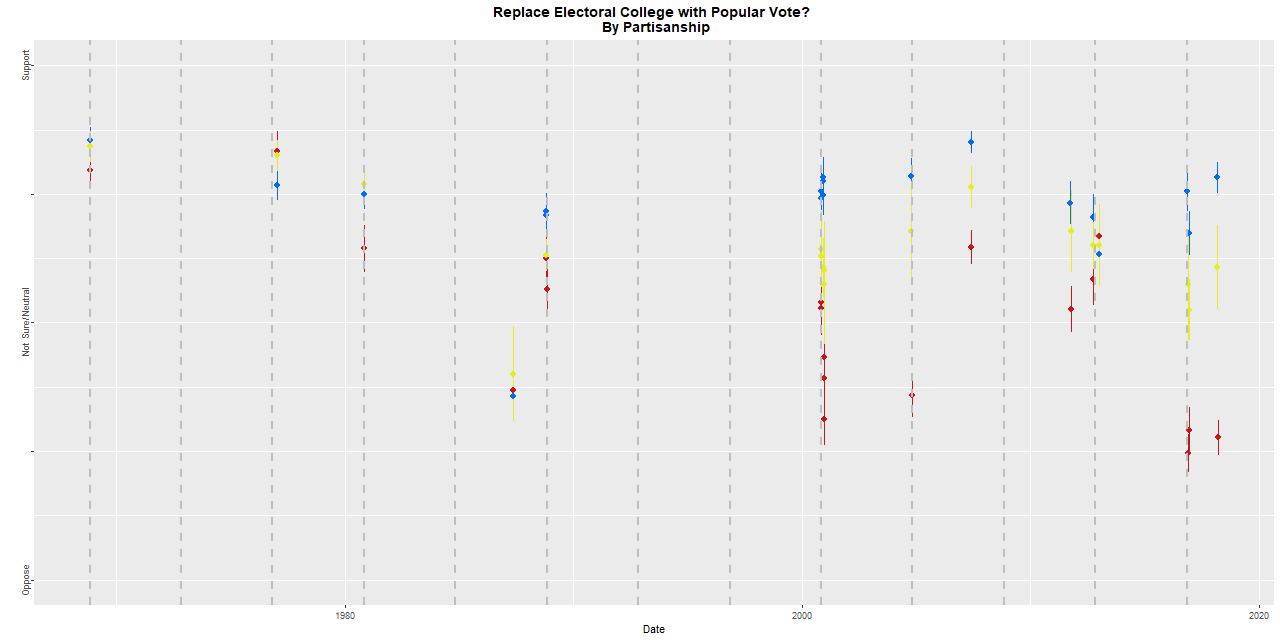 Replace Electoral College with Popular Vote?
By Partisanship
Support
Not Sure/Neutral
Oppose
1980
2000
2020
Date